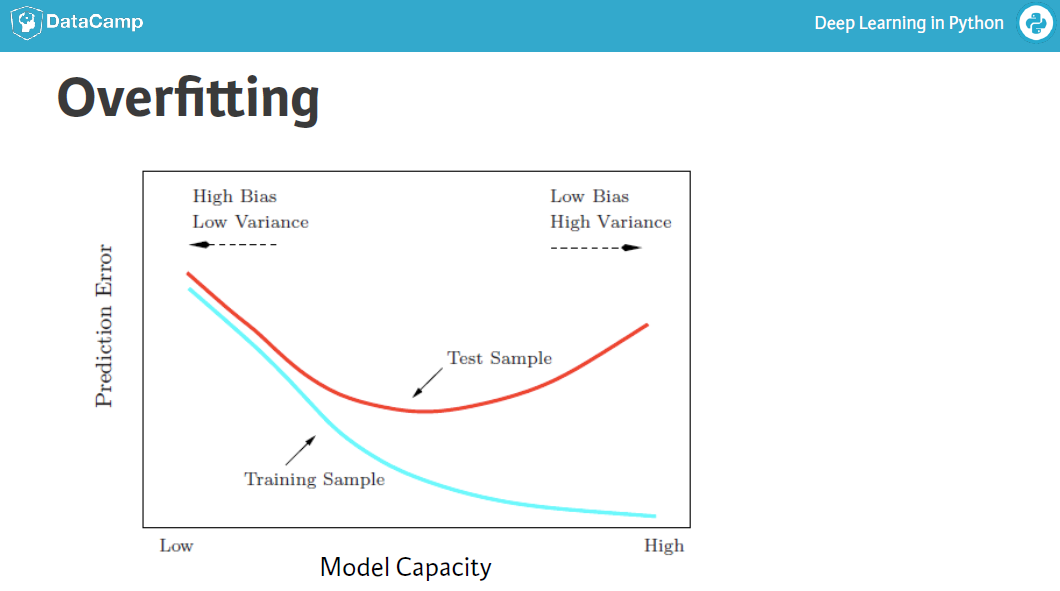 DataCamp
Deep Learning in Python
Overfitting
High Bias
Low Variance
Low Bias
High Variance
Prediction Error
Test Sample
Training Sample
Low
High
Model Capacity